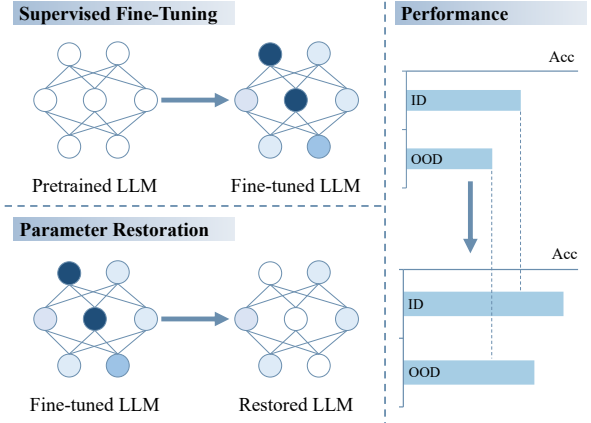 Supervised Fine-Tuning
Pretrained LLM
Fine-tuned LLM
Parameter Restoration
Fine-tuned LLM
Restored LLM
Performance
Acc
ID
OOD
Acc
ID
OOD